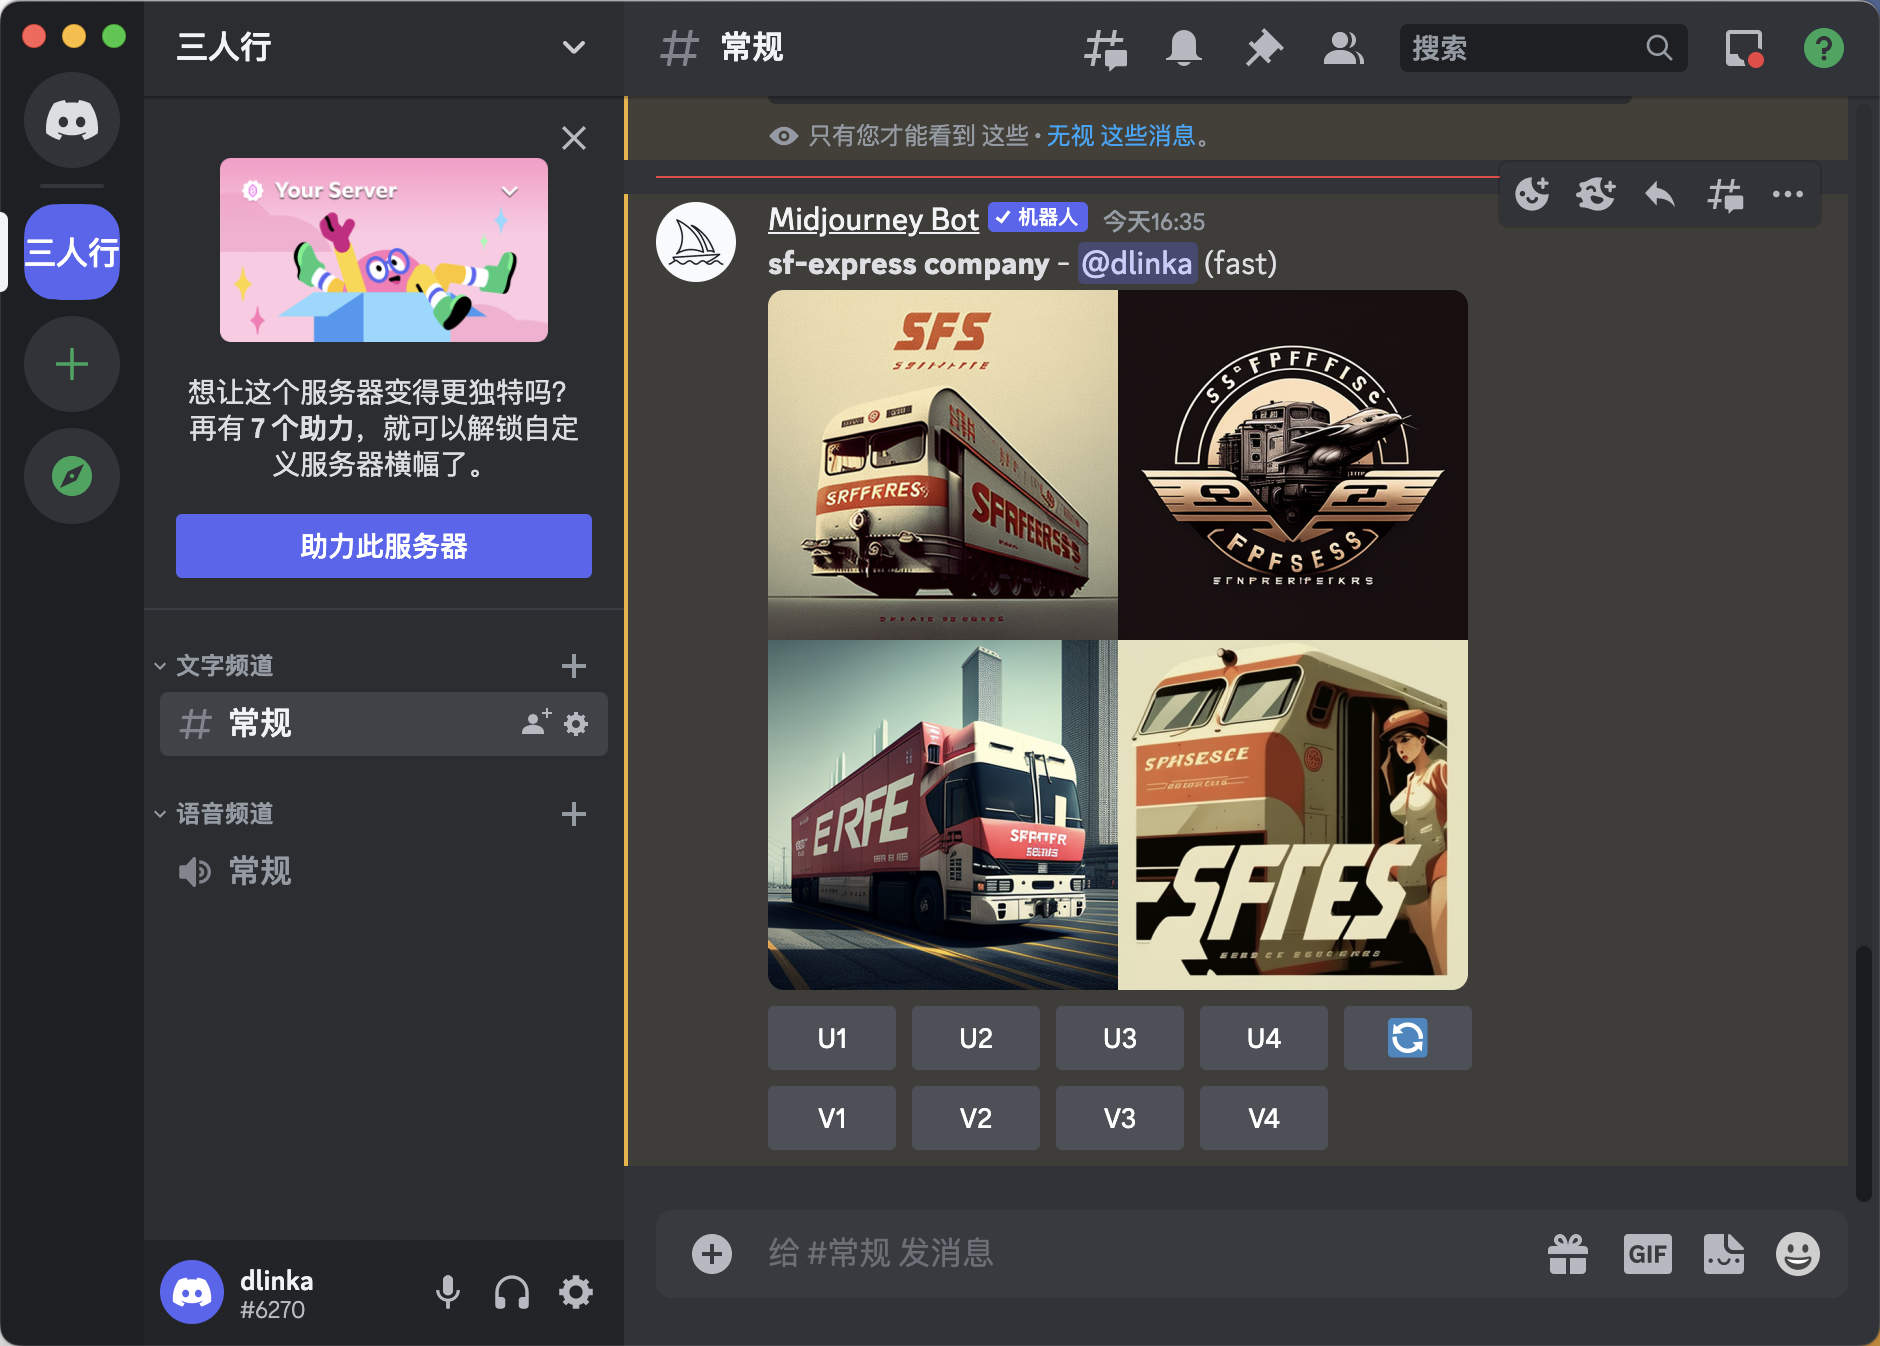 三人行
Your Server
想让这个服务器变得更独特吗？
再有 7 个助力，就可以解锁自定
义服务器横幅了。
助力此服务器
文字频道
常规
语音频道
常规
dlinka
#6270
三人行
常规
搜索
只有您才能看到 这些 • 无视 这些消息。
Midjourney Bot 机器人 今天16:35
sf-express company - @dlinka (fast)
SFS
SRFFRRES
SFRFEERSSS
SS·FPFFFISC
FPFSESS
ERFE
SPHSESCE
SFTES
U1 U2 U3 U4
V1 V2 V3 V4
给 #常规 发消息
GIF